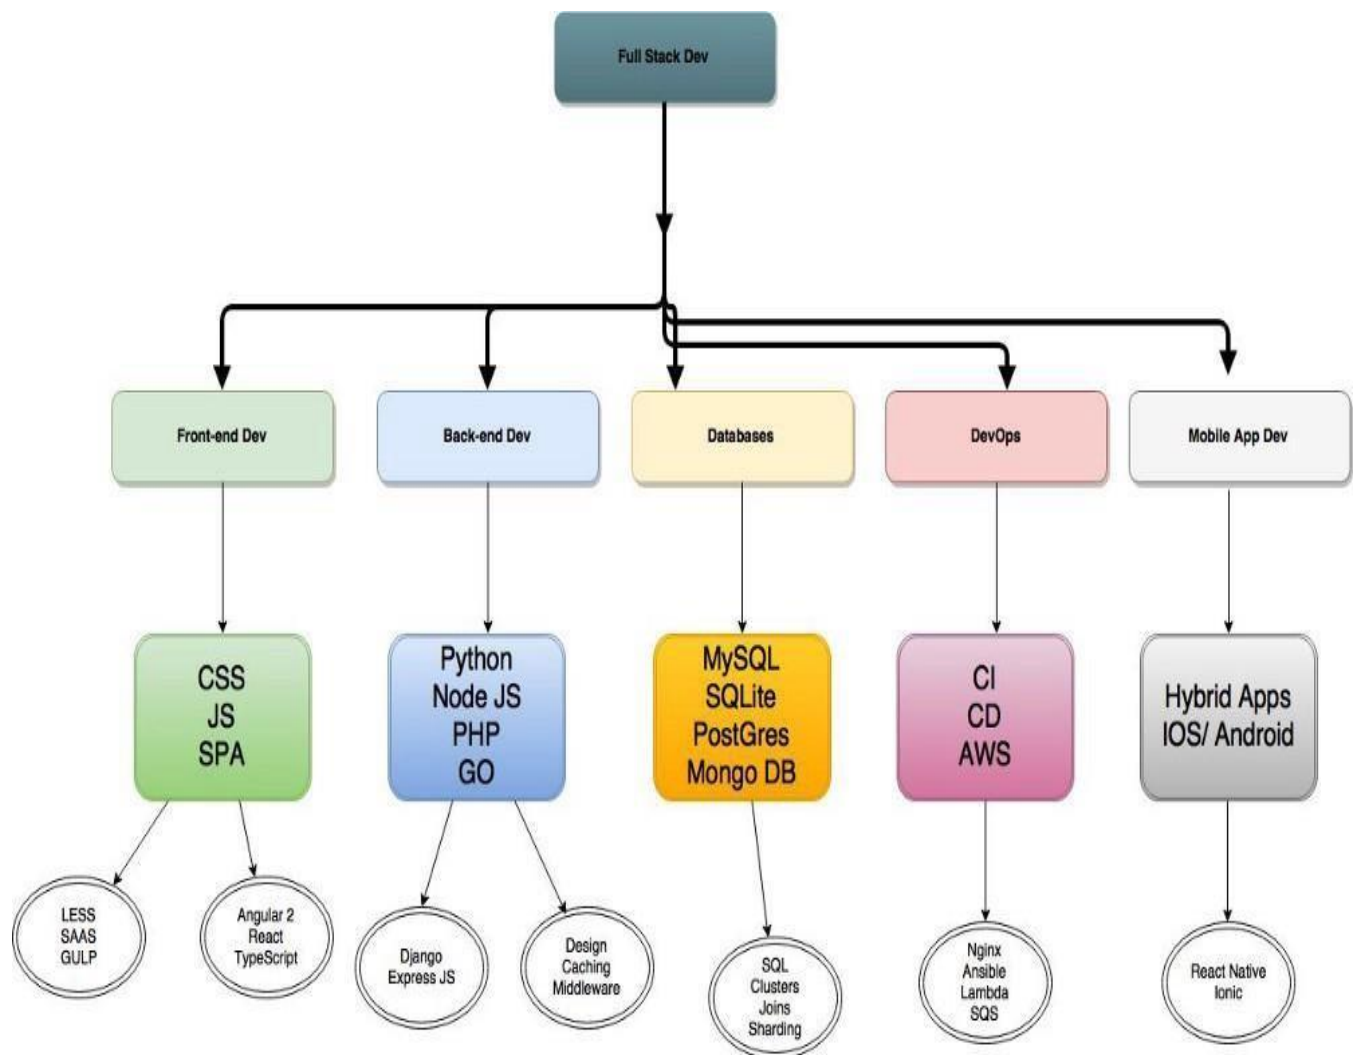 Full Stack Dev
Front-end Dev
Back-end Dev
Databases
DevOps
Mobile App Dev
CSS
JS
SPA
Python
Node JS
PHP
GO
MySQL
SQLite
PostGres
Mongo DB
CI
CD
AWS
Hybrid Apps
IOS/ Android
LESS
SAAS
GULP
Angular 2
React
TypeScript
Django
Express JS
Design
Caching
Middleware
SQL
Clusters
Joins
Sharding
Nginx
Ansible
Lambda
SQS
React Native
Ionic